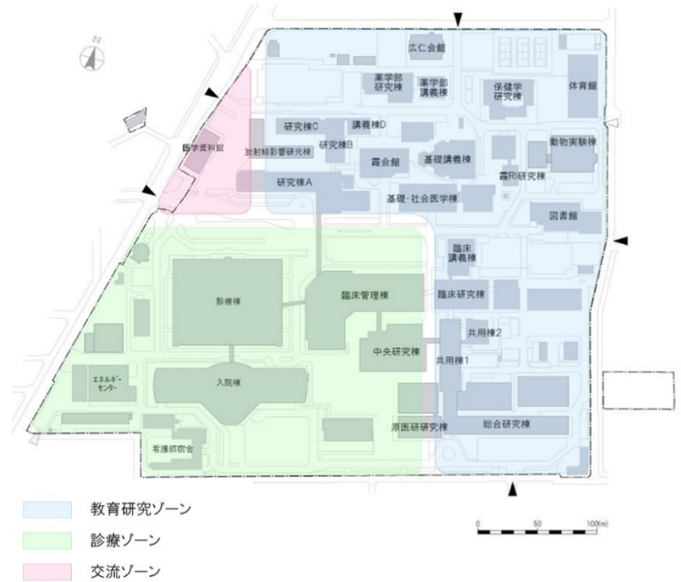 N
広仁会館
薬学部
研究棟
薬学部
講義棟
保健学
研究棟
体育館
研究棟C
講義棟D
研究棟B
放射線影響研究棟
医学資料館
霞会館
基礎講義棟
動物実験棟
霞RI研究棟
研究棟A
基礎・社会医学棟
図書館
臨床
講義棟
診療棟
臨床管理棟
臨床研究棟
共用棟2
中央研究棟
共用棟1
エネルギー
センター
入院棟
原医研研究棟
総合研究棟
看護師宿舎
教育研究ゾーン
診療ゾーン
交流ゾーン
0 50 100(m)